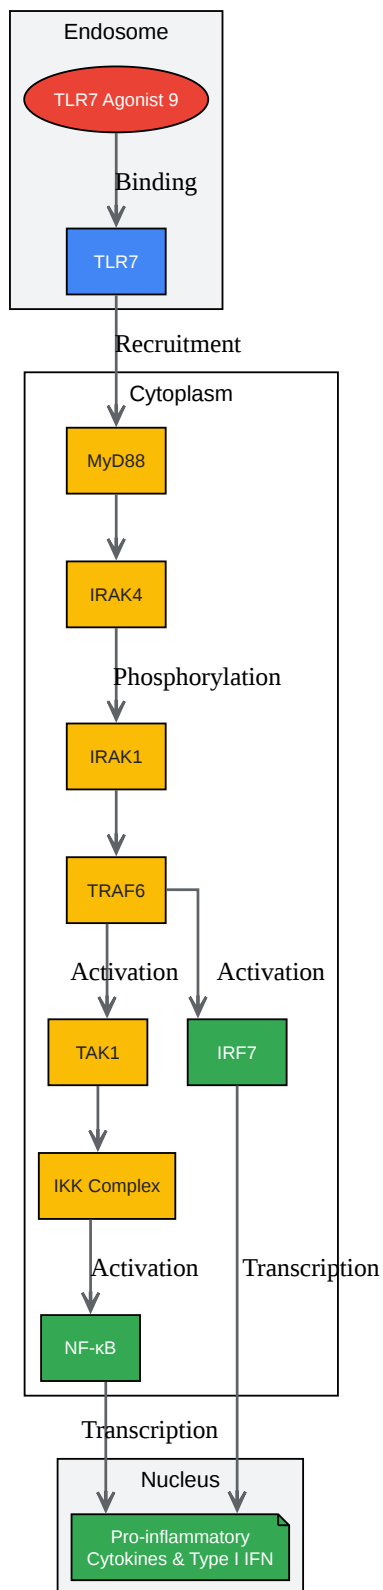 Endosome
TLR7 Agonist 9
Binding
TLR7
Recruitment
Cytoplasm
MyD88
IRAK4
Phosphorylation
IRAK1
TRAF6
Activation
Activation
TAK1
IRF7
IKK Complex
Activation
Transcription
NF-κB
Transcription
Nucleus
Pro-inflammatory
Cytokines & Type I IFN